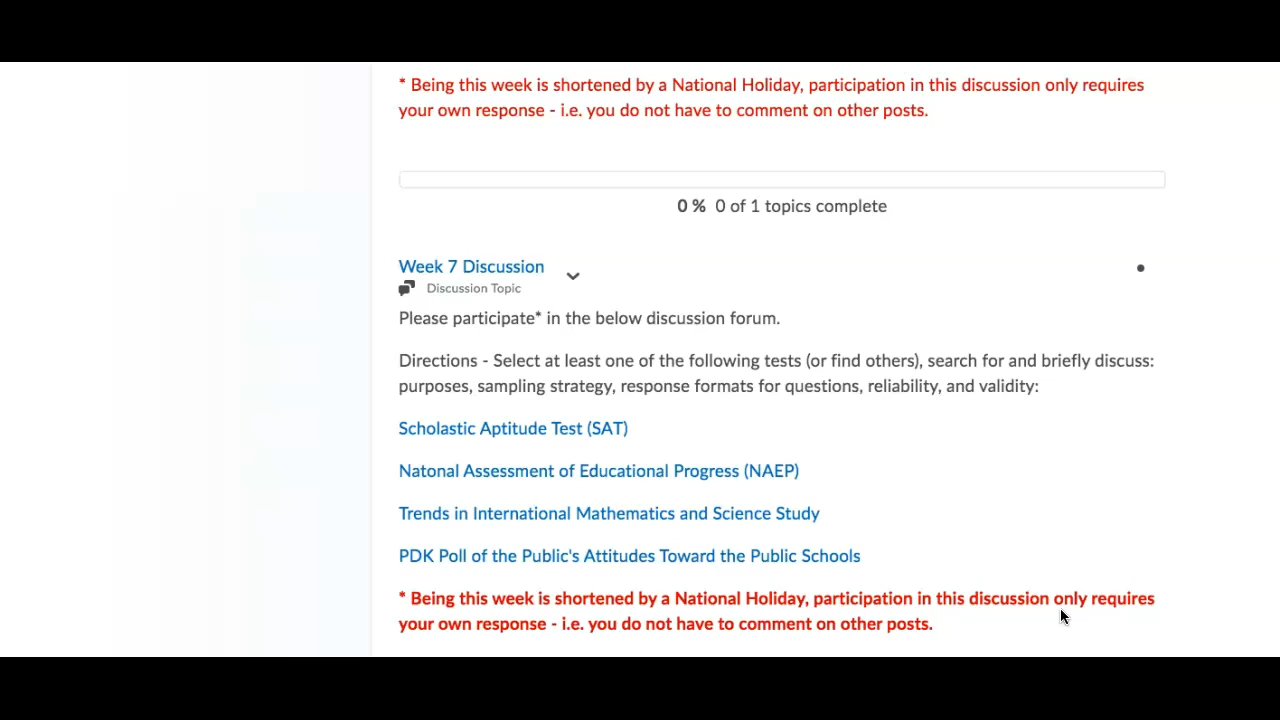 * Being this week is shortened by a National Holiday, participation in this discussion only requires
your own response - i.e. you do not have to comment on other posts.
0 % 0 of 1 topics complete
Week 7 Discussion
Discussion Topic
Please participate* in the below discussion forum.
Directions - Select at least one of the following tests (or find others), search for and briefly discuss:
purposes, sampling strategy, response formats for questions, reliability, and validity:
Scholastic Aptitude Test (SAT)
Natonal Assessment of Educational Progress (NAEP)
Trends in International Mathematics and Science Study
PDK Poll of the Public's Attitudes Toward the Public Schools
* Being this week is shortened by a National Holiday, participation in this discussion only requires
your own response - i.e. you do not have to comment on other posts.